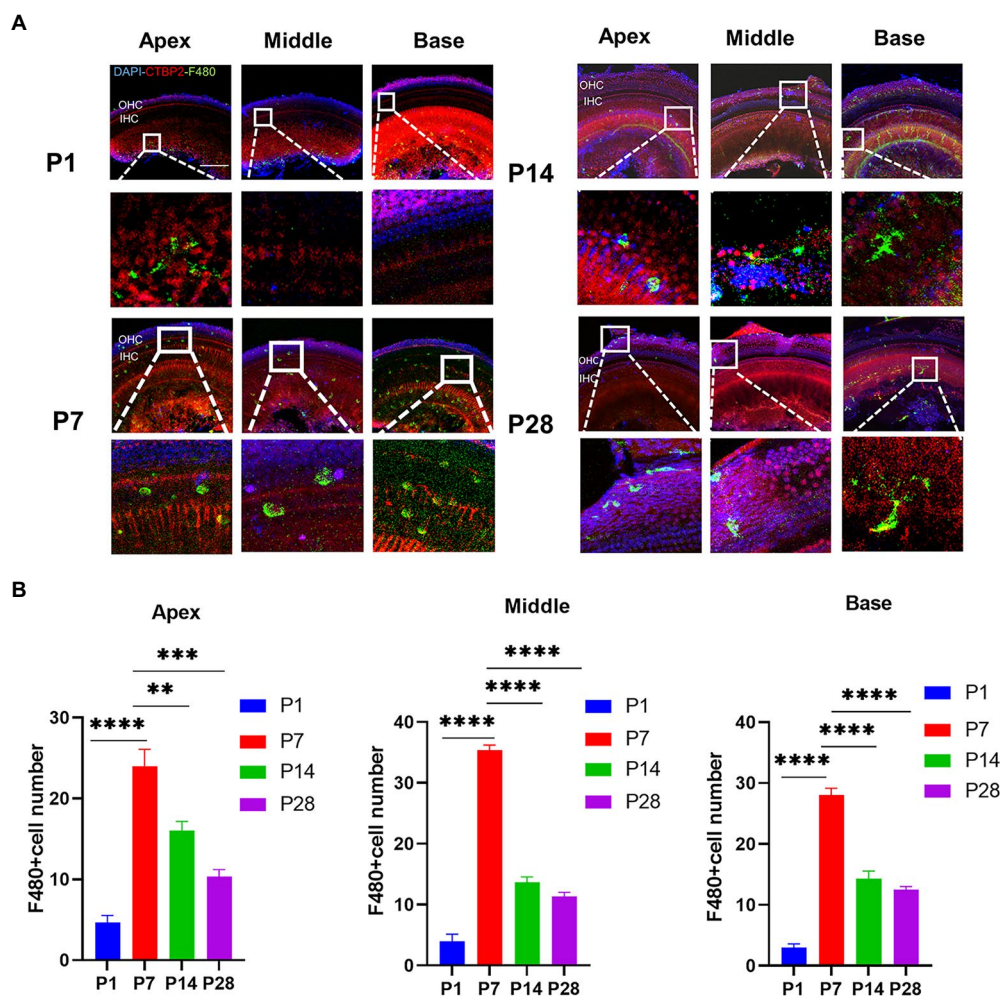 A
Apex Middle Base
DAPI-CTBP2-F480
OHC
IHC
P1
OHC
IHC
P7
Apex Middle Base
OHC
IHC
P14
OHC
IHC
P28
B
Apex
F480+cell number
30
20
10
0
**** ** ***
P1 P7 P14 P28
P1
P7
P14
P28
Middle
F480+cell number
40
30
20
10
0
**** **** ****
P1 P7 P14 P28
P1
P7
P14
P28
Base
F480+cell number
40
30
20
10
0
**** **** ****
P1 P7 P14 P28
P1
P7
P14
P28